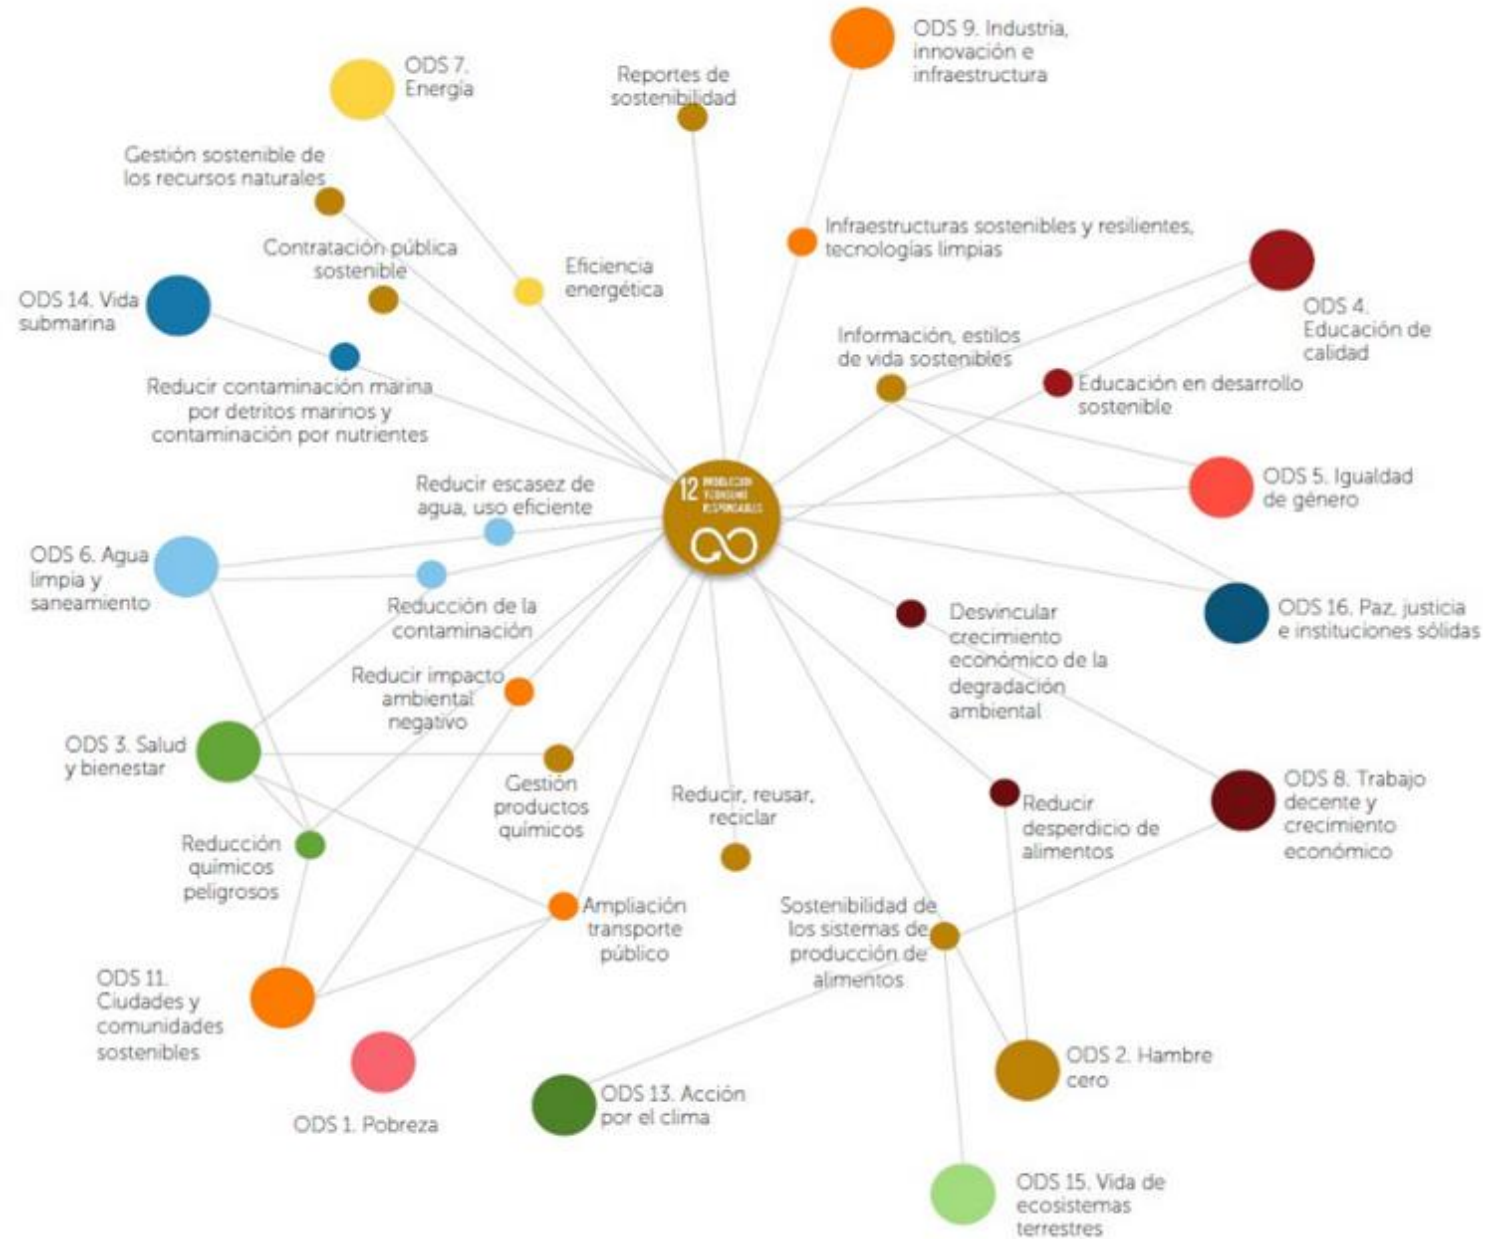 ODS 9. Industria,
innovación e
infraestructura
ODS 7.
Energía
Reportes de
sostenibilidad
Gestión sostenible de
los recursos naturales
Infraestructuras sostenibles y resilientes,
tecnologías limpias
Contratación pública
sostenible
Eficiencia
energética
ODS 14. Vida
submarina
ODS 4.
Educación de
calidad
Información, estilos
de vida sostenibles
Reducir contaminación marina
por detritos marinos y
contaminación por nutrientes
Educación en desarrollo
sostenible
Reducir escasez de
agua, uso eficiente
12 PRODUCCIÓN
Y CONSUMO
RESPONSABLES
ODS 5. Igualdad
de género
ODS 6. Agua
limpia y
saneamiento
Reducción de la
contaminación
Desvincular
crecimiento
económico de la
degradación
ambiental
ODS 16. Paz, justicia
e instituciones sólidas
Reducir impacto
ambiental
negativo
ODS 3. Salud
y bienestar
Gestión
productos
químicos
Reducir, reusar,
reciclar
Reducir
desperdicio de
alimentos
ODS 8. Trabajo
decente y
crecimiento
económico
Reducción
químicos
peligrosos
Ampliación
transporte
público
Sostenibilidad de
los sistemas de
producción de
alimentos
ODS 11.
Ciudades y
comunidades
sostenibles
ODS 1. Pobreza
ODS 13. Acción
por el clima
ODS 2. Hambre
cero
ODS 15. Vida de
ecosistemas
terrestres